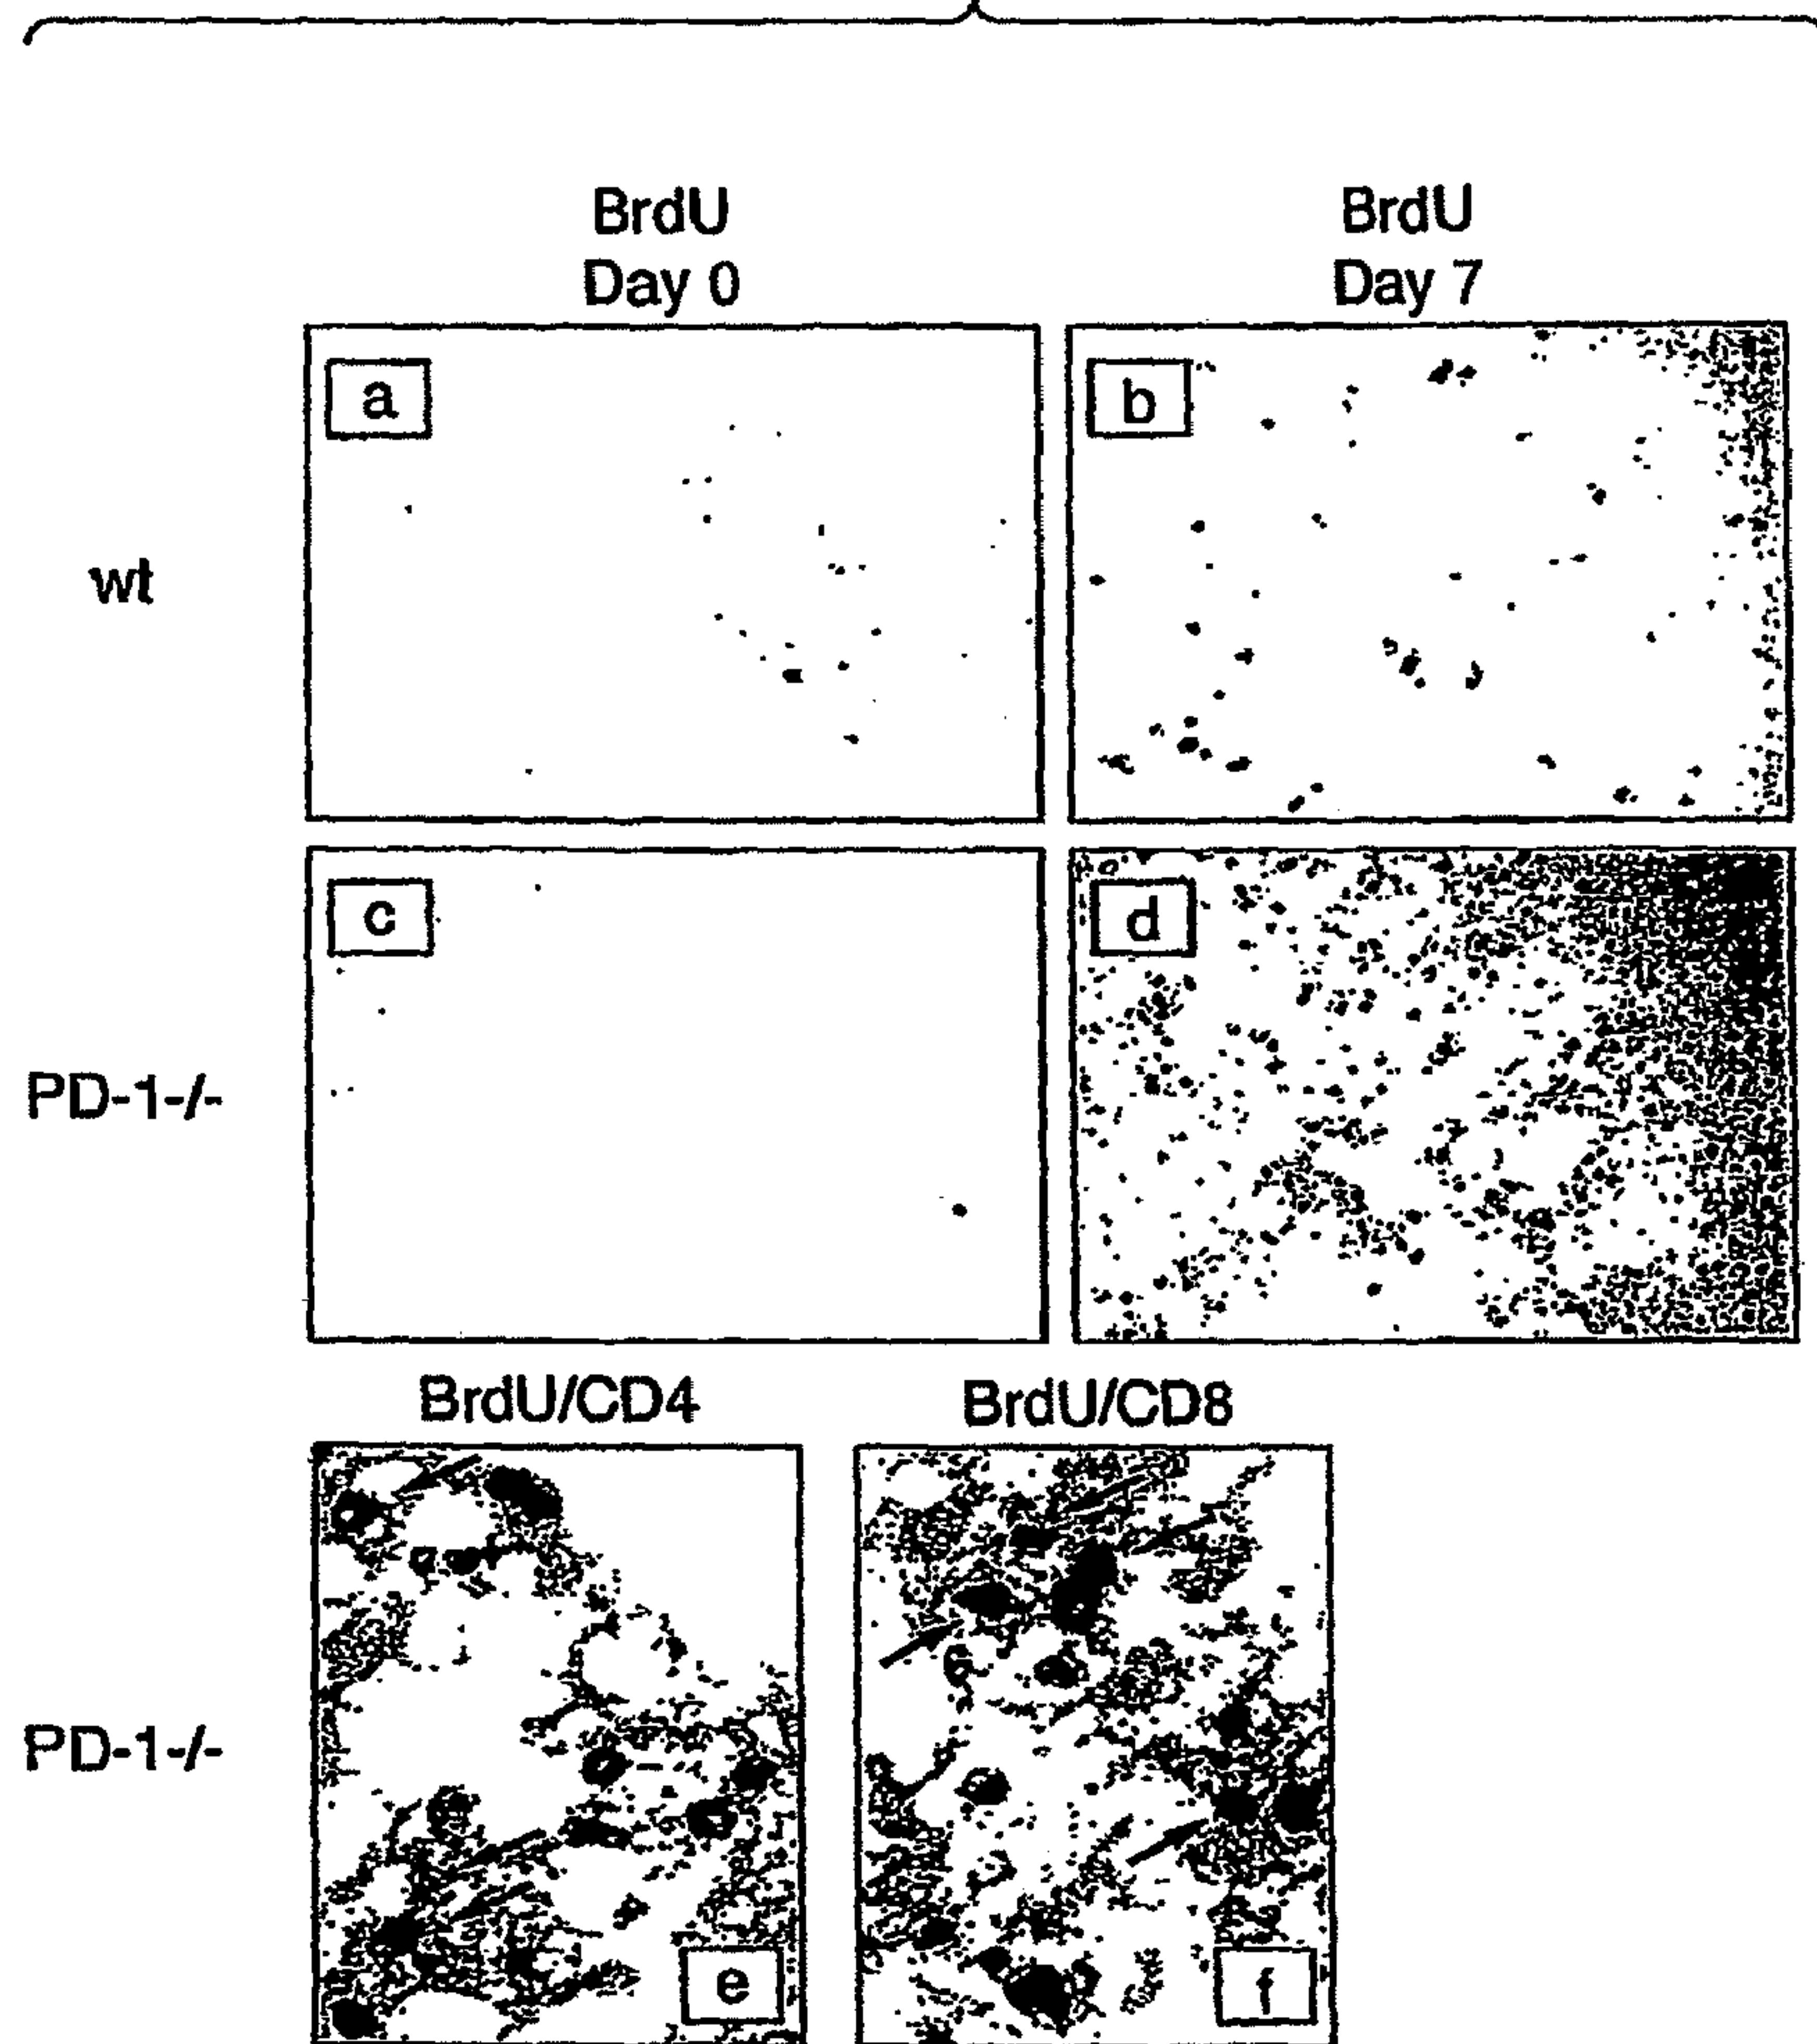 BrdU
Day 0
BrdU
Day 7
wt
a
b
PD-1-/-
c
d
BrdU/CD4
BrdU/CD8
PD-1-/-
e
f